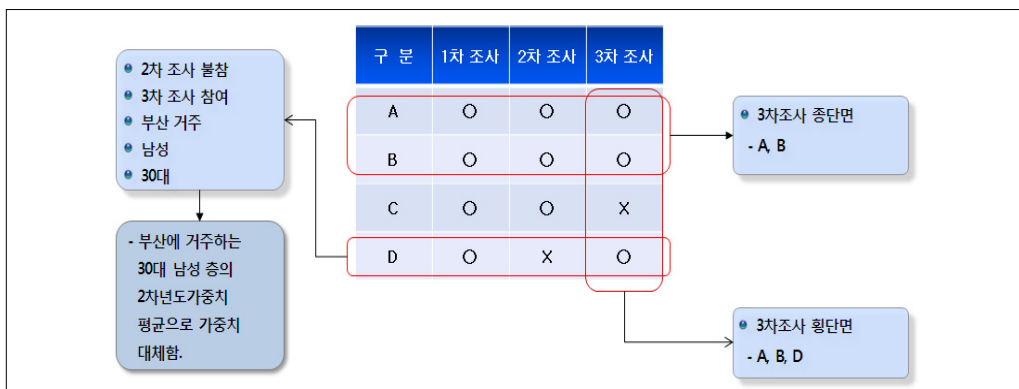 구 분 1차 조사 2차 조사 3차 조사
A O O O
B O O O
C O O X
D O X O
2차 조사 불참
3차 조사 참여
부산 거주
남성
30대
- 부산에 거주하는
30대 남성 층의
2차년도가중치
평균으로 가중치
대체함.
3차조사 종단면
- A, B
3차조사 횡단면
- A, B, D